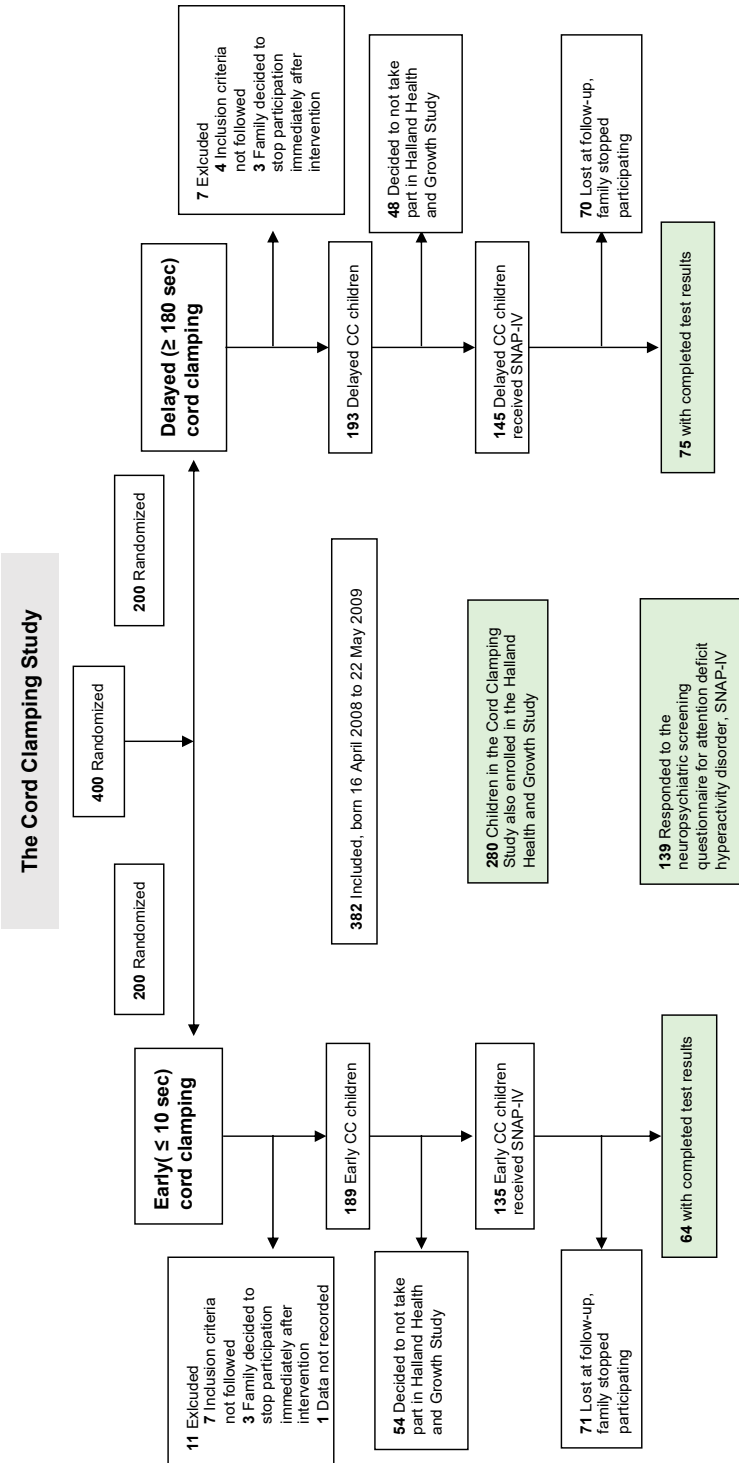 The Cord Clamping Study
400 Randomized
200 Randomized
200 Randomized
Early( ≤ 10 sec)
cord clamping
Delayed (≥ 180 sec)
cord clamping
11 Exlcuded
7 Inclusion criteria
not followed
3 Family decided to
stop participation
immediately after
intervention
1 Data not recorded
7 Exlcuded
4 Inclusion criteria
not followed
3 Family decided to
stop participation
immediately after
intervention
189 Early CC children
382 Included, born 16 April 2008 to 22 May 2009
193 Delayed CC children
54 Decided to not take
part in Halland Health
and Growth Study
48 Decided to not take
part in Halland Health
and Growth Study
135 Early CC children
received SNAP-IV
280 Children in the Cord Clamping
Study also enrolled in the Halland
Health and Growth Study
145 Delayed CC children
received SNAP-IV
71 Lost at follow-up,
family stopped
participating
70 Lost at follow-up,
family stopped
participating
64 with completed test results
139 Responded to the
neuropsychiatric screening
questionnaire for attention deficit
hyperactivity disorder, SNAP-IV
75 with completed test results